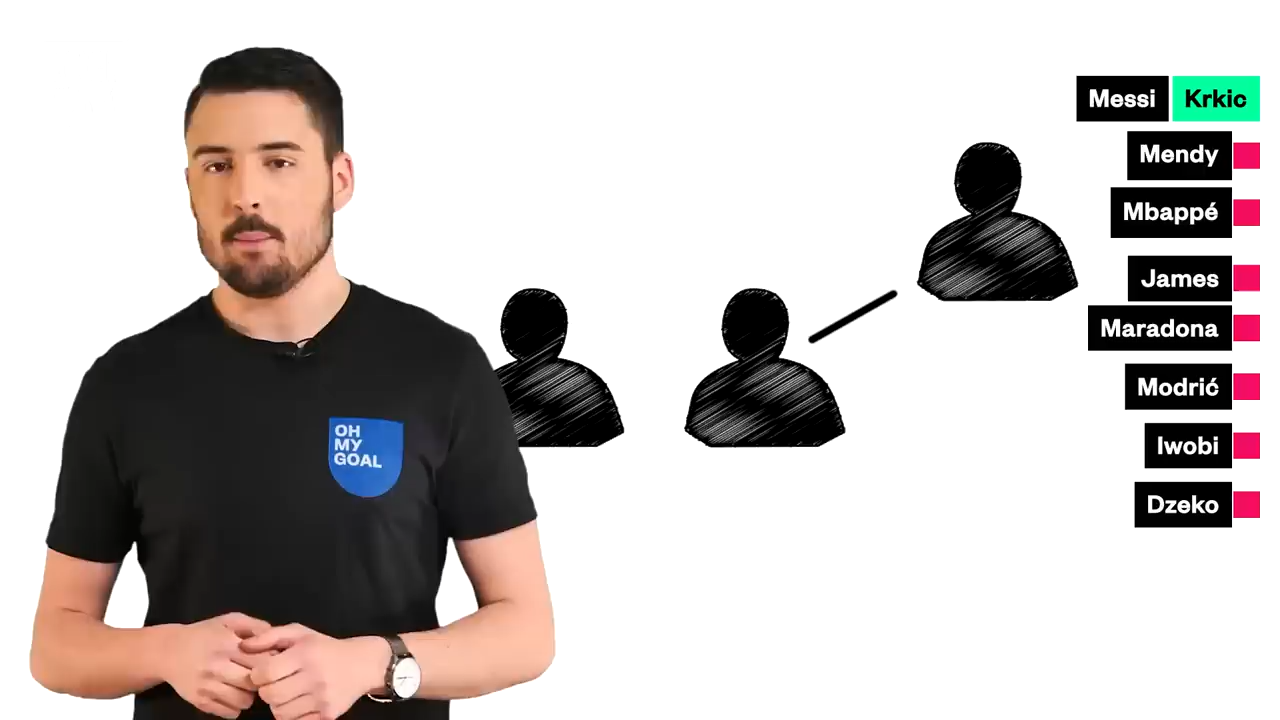 OH
MY
GOAL
Messi Krkic
Mendy
Mbappé
James
Maradona
Modrić
Iwobi
Dzeko